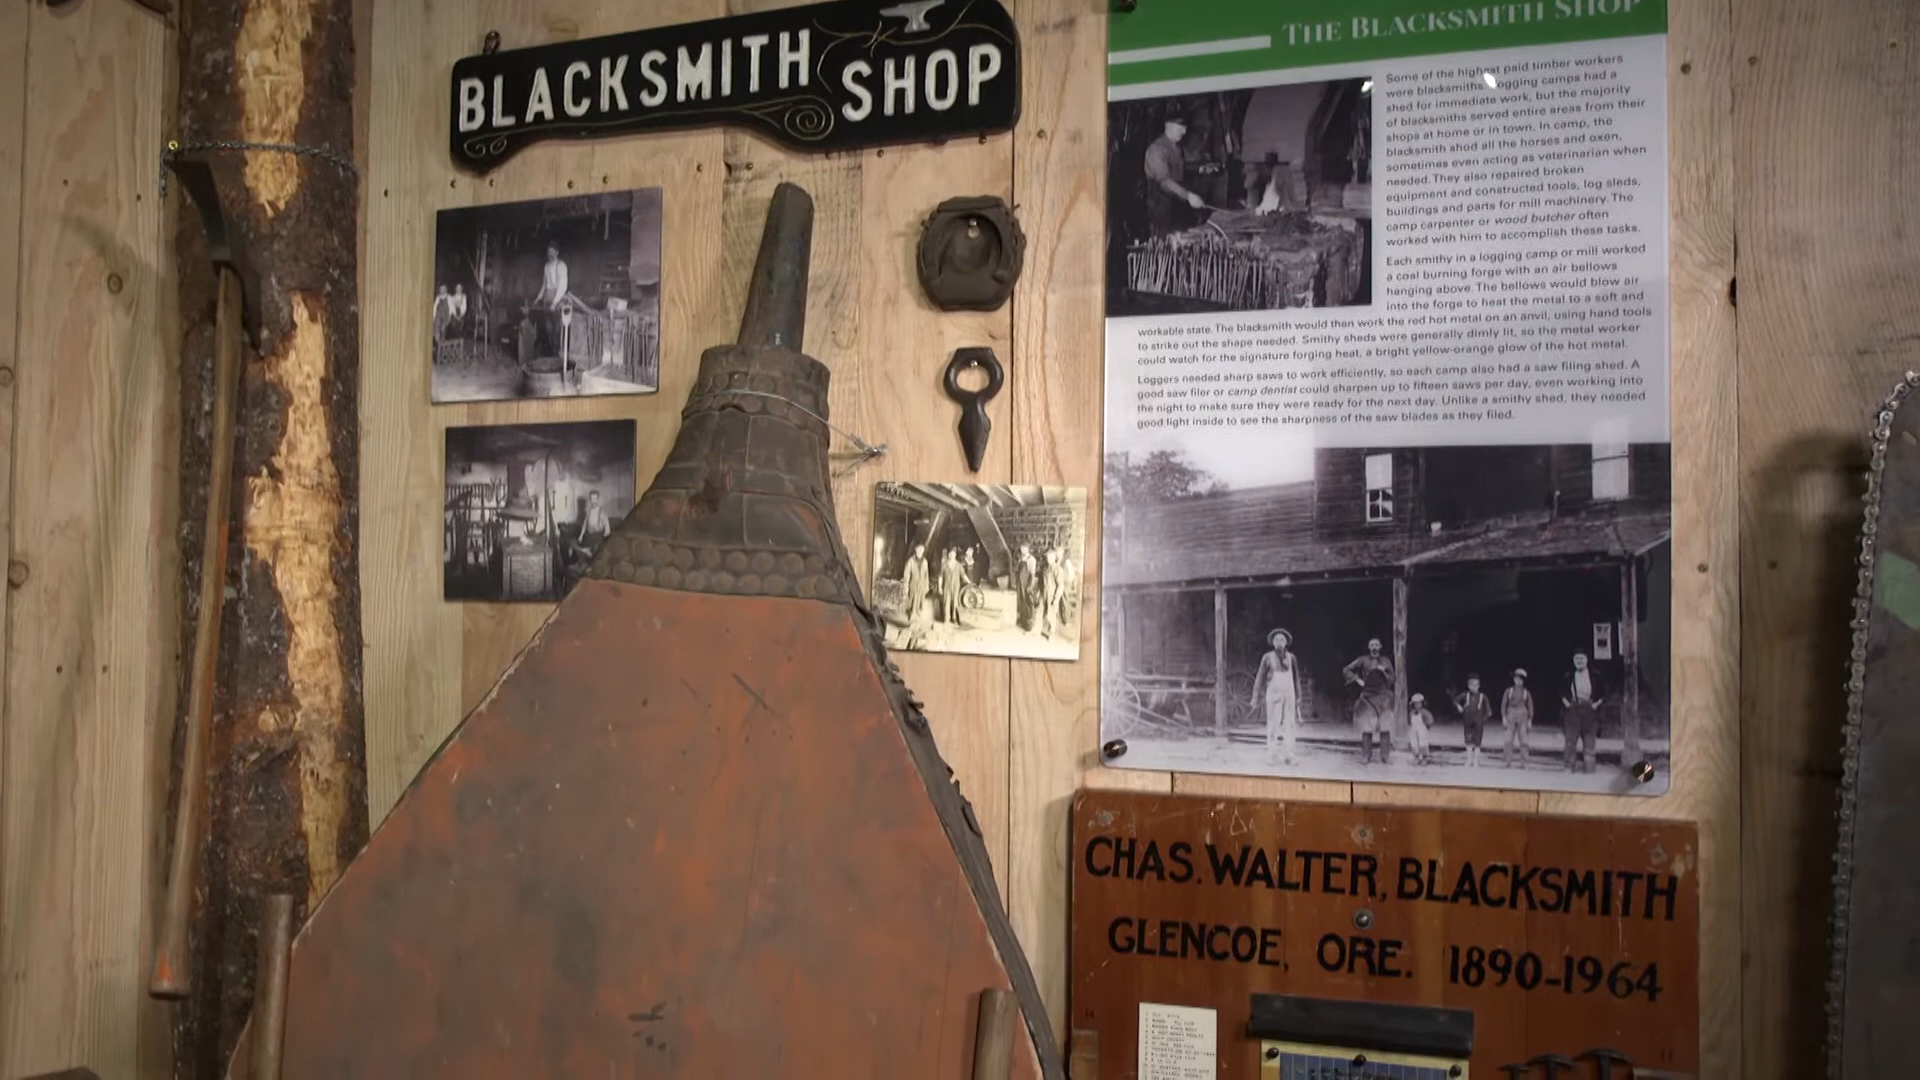 BLACKSMITH SHOP
THE BLACKSMITH SHOP
Some of the highest paid timber workers
were blacksmiths. Logging camps had a
shed for immediate work, but the majority
of blacksmiths served entire areas from their
shops at home or in town. In camp, the
blacksmith shod all the horses and oxen,
sometimes even acting as veterinarian when
needed. They also repaired broken
equipment and constructed tools, log sleds,
buildings and parts for mill machinery. The
camp carpenter or wood butcher often
worked with him to accomplish these tasks.
Each smithy in a logging camp or mill worked
a coal burning forge with an air bellows
hanging above. The bellows would blow air
into the forge to heat the metal to a soft and
workable state. The blacksmith would then work the red hot metal on an anvil, using hand tools
to strike out the shape needed. Smithy sheds were generally dimly lit, so the metal worker
could watch for the signature forging heat, a bright yellow-orange glow of the hot metal.
Loggers needed sharp saws to work efficiently, so each camp also had a saw filing shed. A
good saw filer or camp dentist could sharpen up to fifteen saws per day, even working into
the night to make sure they were ready for the next day. Unlike a smithy shed, they needed
good light inside to see the sharpness of the saw blades as they filed.
CHAS. WALTER, BLACKSMITH
GLENCOE, ORE. 1890-1964